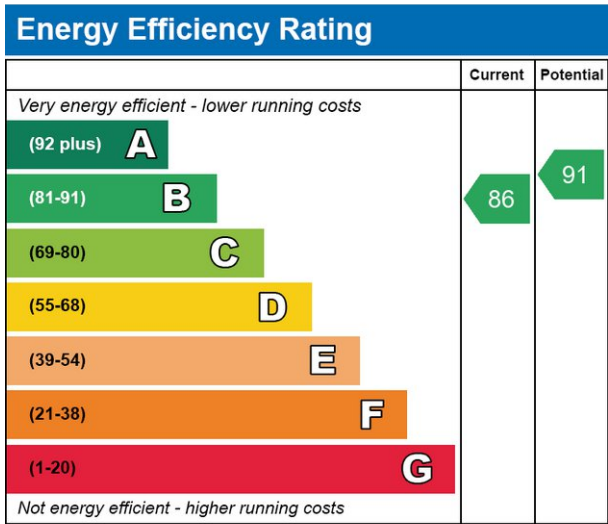 Energy Efficiency Rating
Current Potential
Very energy efficient - lower running costs
(92 plus) A
(81-91) B
86
91
(69-80) C
(55-68) D
(39-54) E
(21-38) F
(1-20) G
Not energy efficient - higher running costs